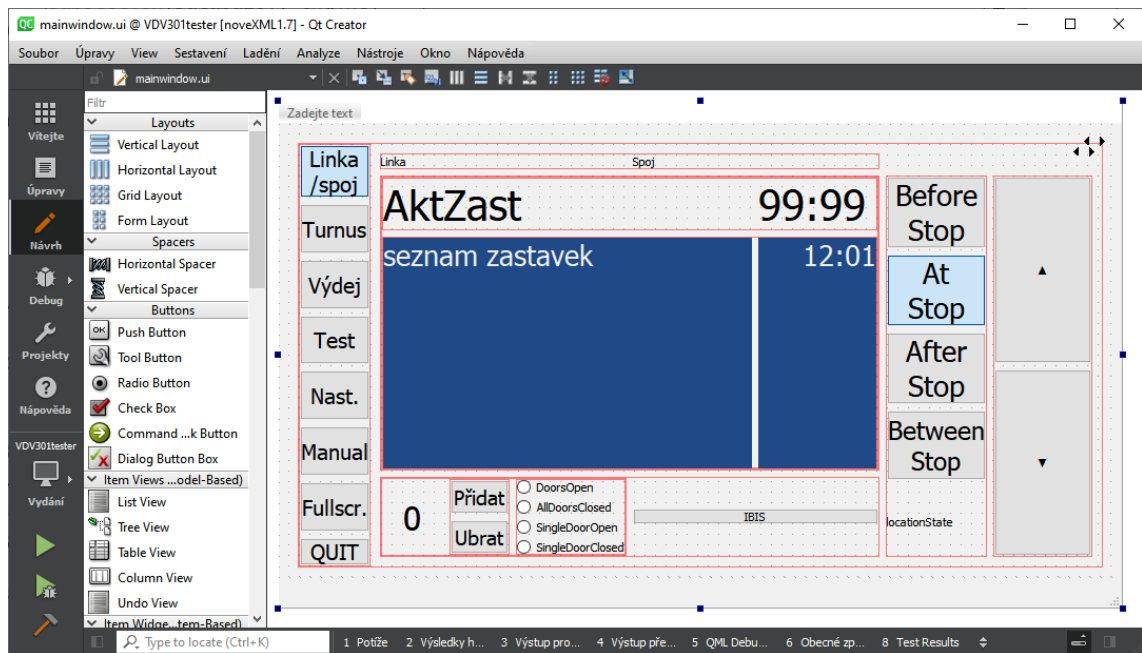 QC mainwindow.ui @ VDV301tester [noveXML1.7] - Qt Creator
Soubor Úpravy View Sestavení Ladění Analyze Nástroje Okno Nápověda
mainwindow.ui
Vítejte
Úpravy
Návrh
Debug
Projekty
Nápověda
VDV301tester
Vydání
Filtr
Layouts
Vertical Layout
Horizontal Layout
Grid Layout
Form Layout
Spacers
Horizontal Spacer
Vertical Spacer
Buttons
OK Push Button
Tool Button
Radio Button
Check Box
Command ...k Button
Dialog Button Box
Item Views ...odel-Based)
List View
Tree View
Table View
Column View
Undo View
Item Widge...tem-Based)
Zadejte text
Linka
/spoj
Turnus
Výdej
Test
Nast.
Manual
Fullscr.
QUIT
Linka Spoj
AktZast 99:99
seznam zastavek 12:01
0
Přidat
Ubrat
DoorsOpen
AllDoorsClosed
SingleDoorOpen
SingleDoorClosed
IBIS
Before
Stop
At
Stop
After
Stop
Between
Stop
locationState
Type to locate (Ctrl+K) 1 Potíže 2 Výsledky h... 3 Výstup pro... 4 Výstup pře... 5 QML Debu... 6 Obecné zp... 8 Test Results